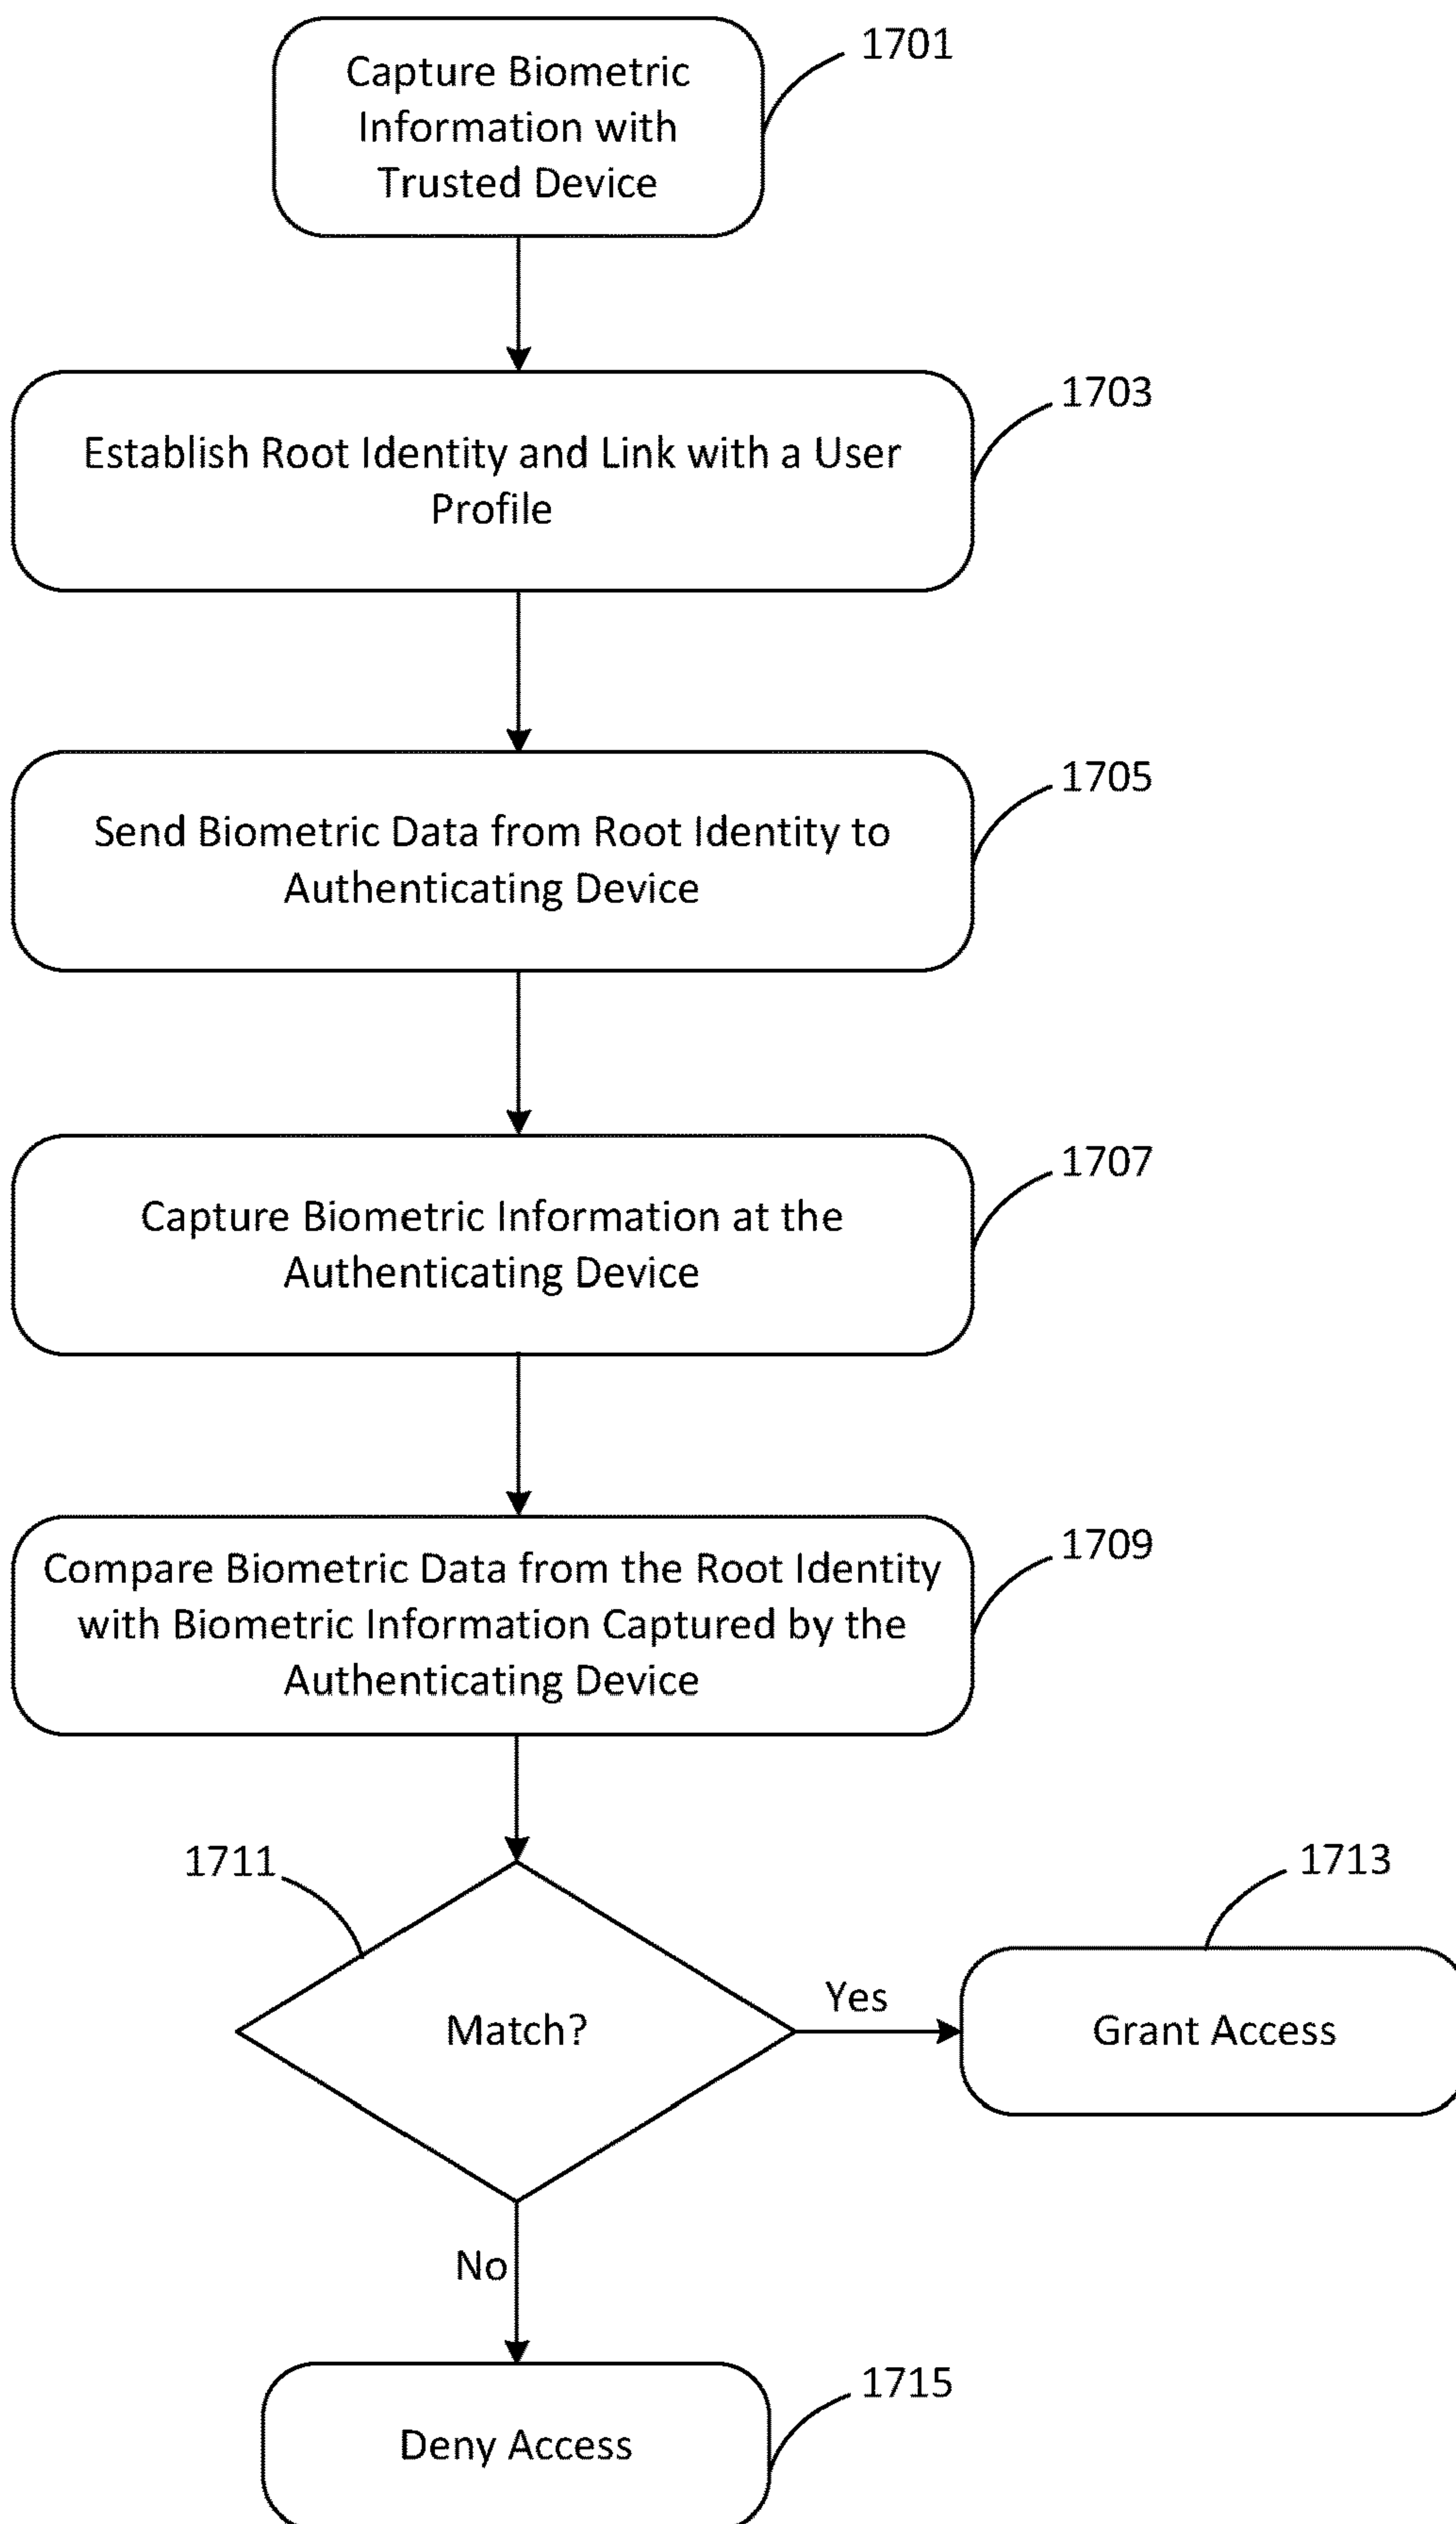 Capture Biometric
Information with
Trusted Device
1701
Establish Root Identity and Link with a User
Profile
1703
Send Biometric Data from Root Identity to
Authenticating Device
1705
Capture Biometric Information at the
Authenticating Device
1707
Compare Biometric Data from the Root Identity
with Biometric Information Captured by the
Authenticating Device
1709
1711
Match?
Yes
1713
Grant Access
No
1715
Deny Access